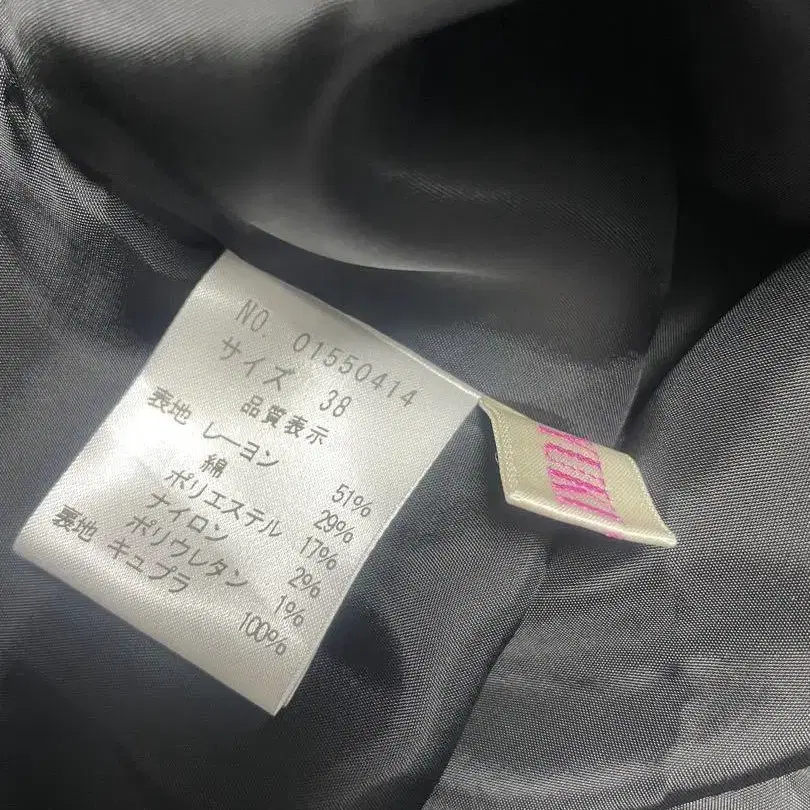 NO. 01550414
サイズ 38
品質表示
表地 レーヨン 51%
綿 29%
ポリエステル 17%
ナイロン 2%
ポリウレタン 1%
裏地 キュプラ 100%